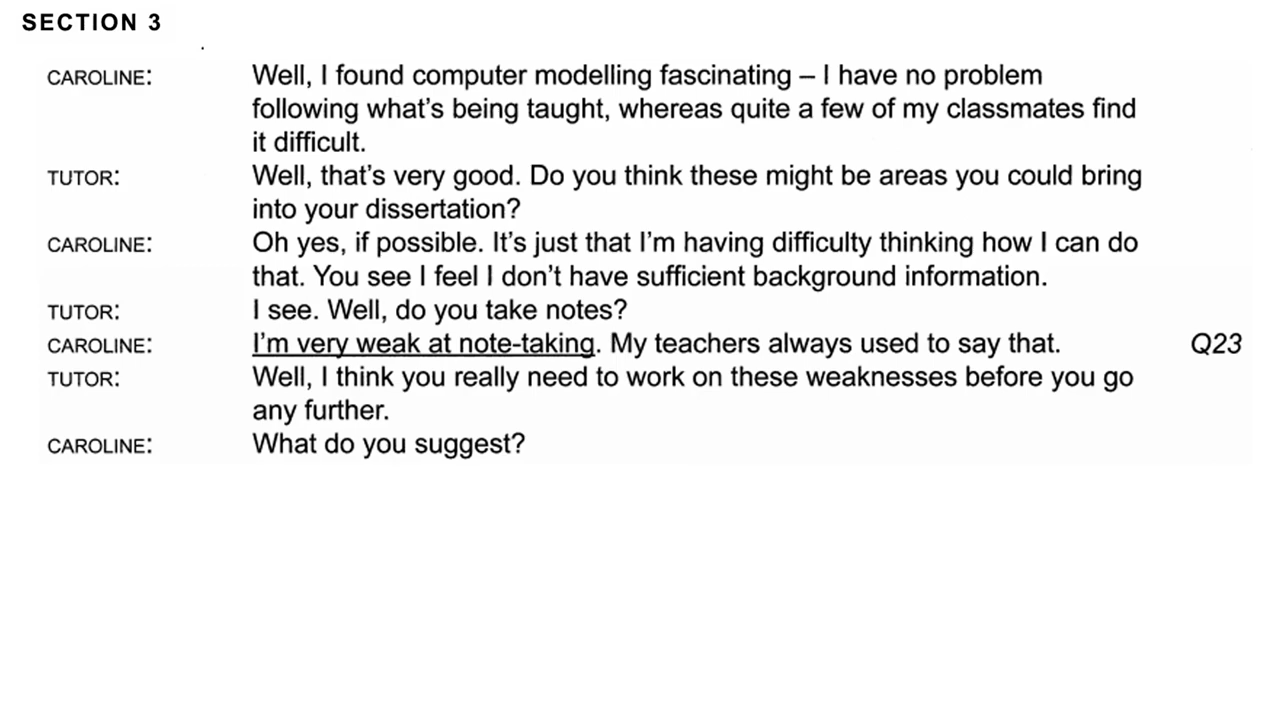 SECTION 3
CAROLINE: Well, I found computer modelling fascinating – I have no problem
following what's being taught, whereas quite a few of my classmates find
it difficult.
TUTOR: Well, that's very good. Do you think these might be areas you could bring
into your dissertation?
CAROLINE: Oh yes, if possible. It's just that I'm having difficulty thinking how I can do
that. You see I feel I don't have sufficient background information.
TUTOR: I see. Well, do you take notes?
CAROLINE: I'm very weak at note-taking. My teachers always used to say that. Q23
TUTOR: Well, I think you really need to work on these weaknesses before you go
any further.
CAROLINE: What do you suggest?